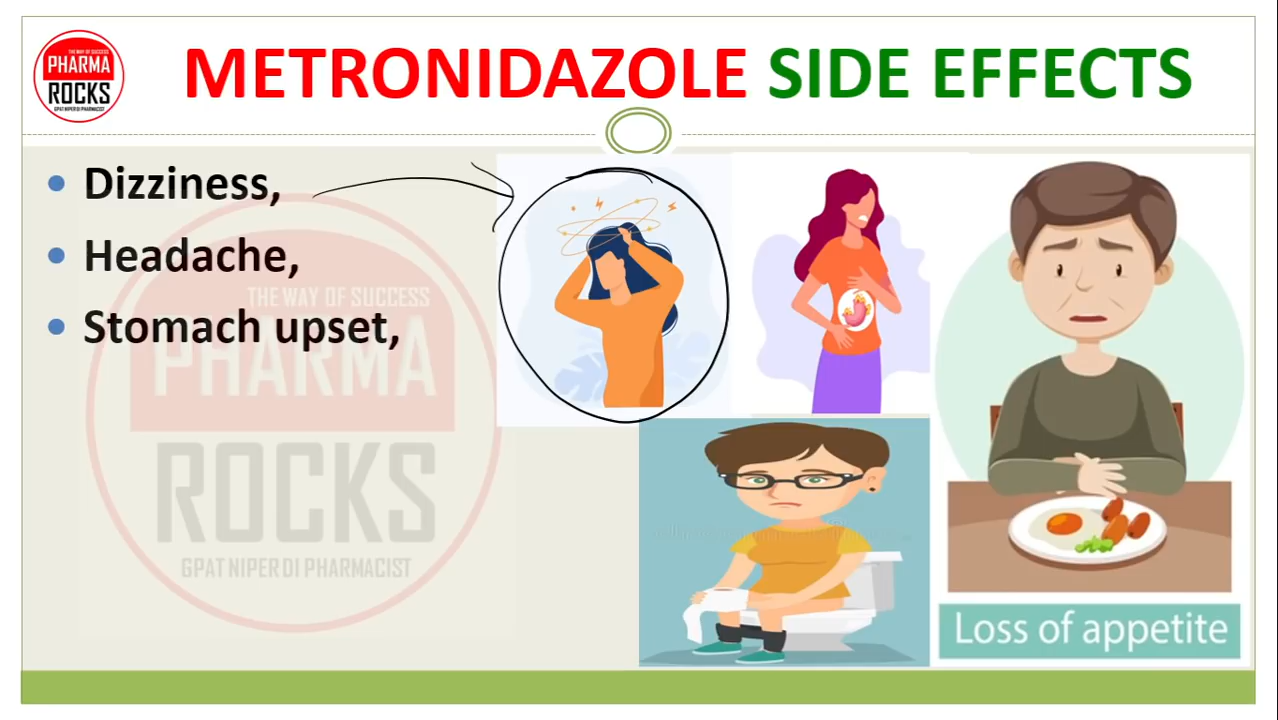 THE WAY OF SUCCESS
PHARMA
ROCKS
GPAT NIPER DI PHARMACIST
METRONIDAZOLE SIDE EFFECTS
• Dizziness,
• Headache,
• Stomach upset,
THE WAY OF SUCCESS
PHARMA
ROCKS
GPAT NIPER DI PHARMACIST
Loss of appetite